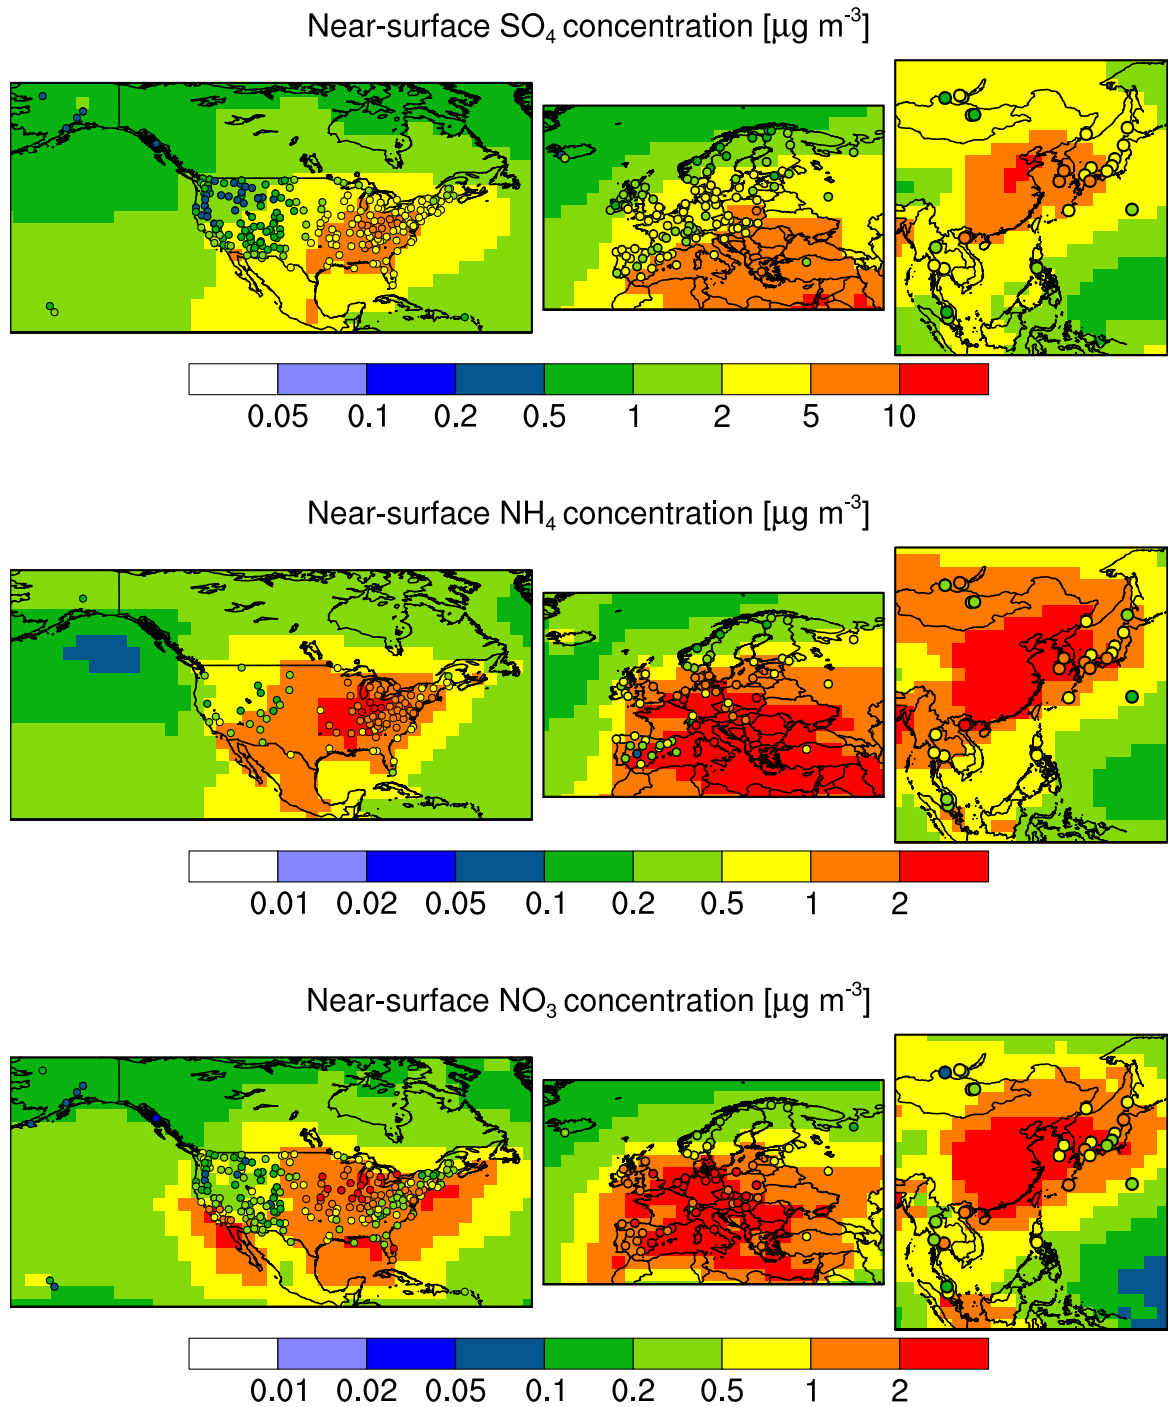 Near-surface SO₄ concentration [μg m⁻³]
0.05 0.1 0.2 0.5 1 2 5 10
Near-surface NH₄ concentration [μg m⁻³]
0.01 0.02 0.05 0.1 0.2 0.5 1 2
Near-surface NO₃ concentration [μg m⁻³]
0.01 0.02 0.05 0.1 0.2 0.5 1 2